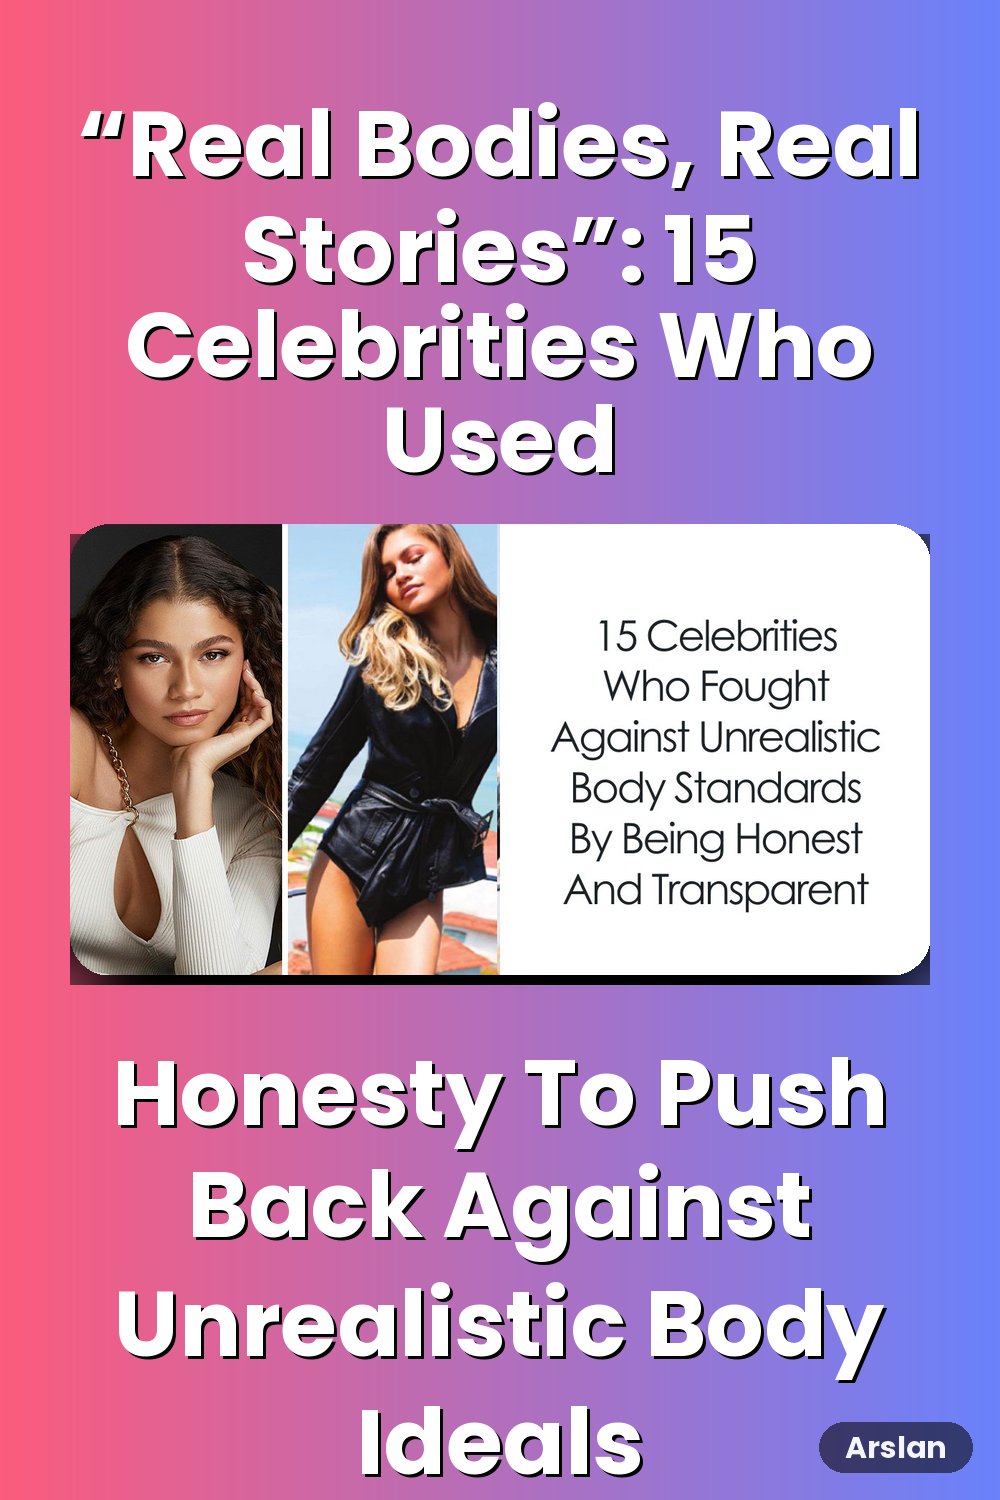 “Real Bodies, Real
Stories”: 15
Celebrities Who
Used
15 Celebrities
Who Fought
Against Unrealistic
Body Standards
By Being Honest
And Transparent
Honesty To Push
Back Against
Unrealistic Body
Ideals
Arslan